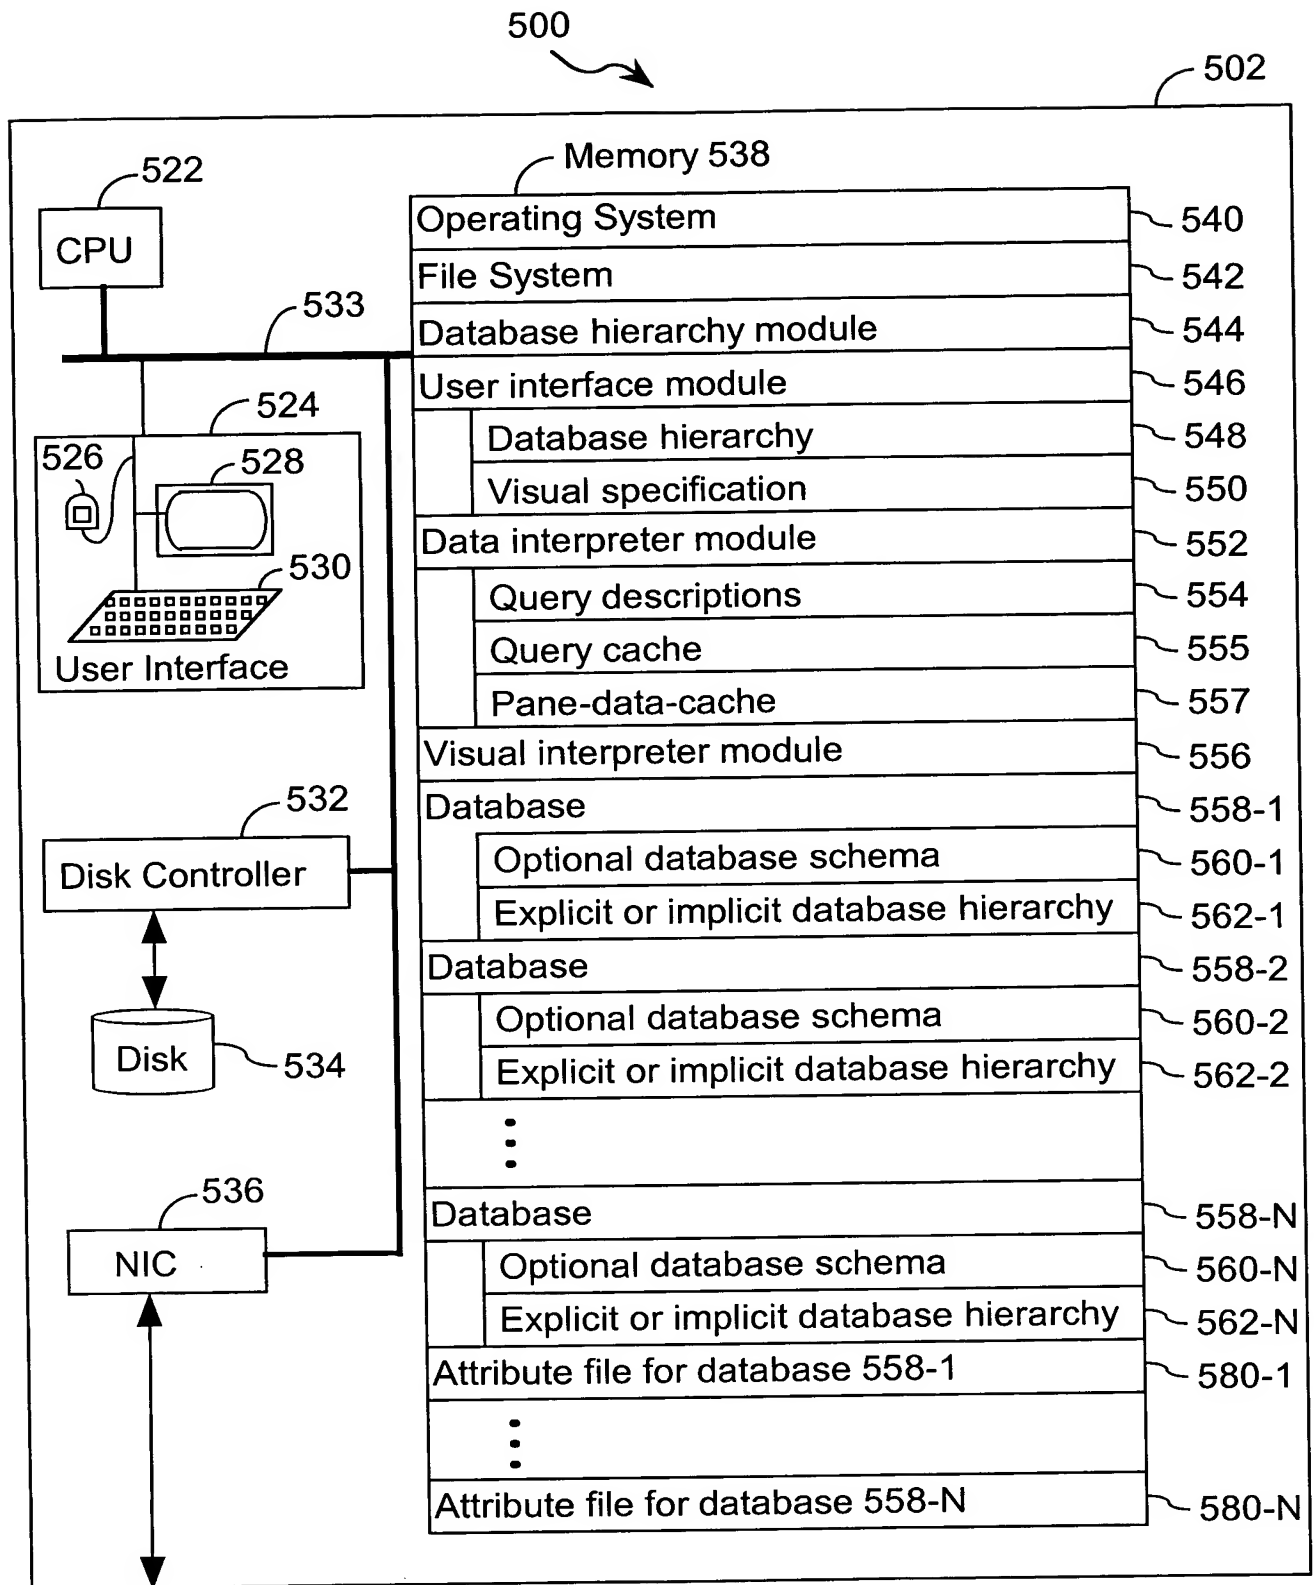 500
502
Memory 538
522
CPU
Operating System 540
File System 542
533
Database hierarchy module 544
User interface module 546
524
Database hierarchy 548
526
528
Visual specification 550
Data interpreter module 552
530
Query descriptions 554
Query cache 555
User Interface
Pane-data-cache 557
Visual interpreter module 556
532
Database 558-1
Disk Controller
Optional database schema 560-1
Explicit or implicit database hierarchy 562-1
Database 558-2
Optional database schema 560-2
Disk
534
Explicit or implicit database hierarchy 562-2
536
Database 558-N
NIC
Optional database schema 560-N
Explicit or implicit database hierarchy 562-N
Attribute file for database 558-1 580-1
Attribute file for database 558-N 580-N